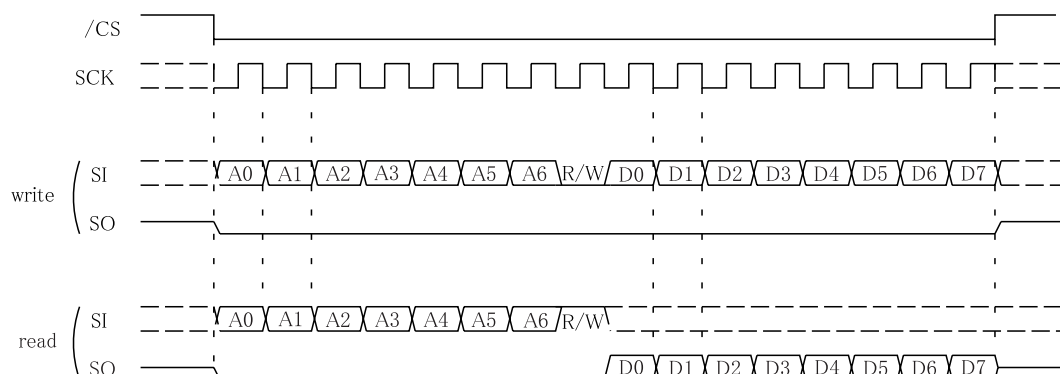 /CS
SCK
write
SI A0 A1 A2 A3 A4 A5 A6 R/W D0 D1 D2 D3 D4 D5 D6 D7
SO
read
SI A0 A1 A2 A3 A4 A5 A6 R/W
SO D0 D1 D2 D3 D4 D5 D6 D7